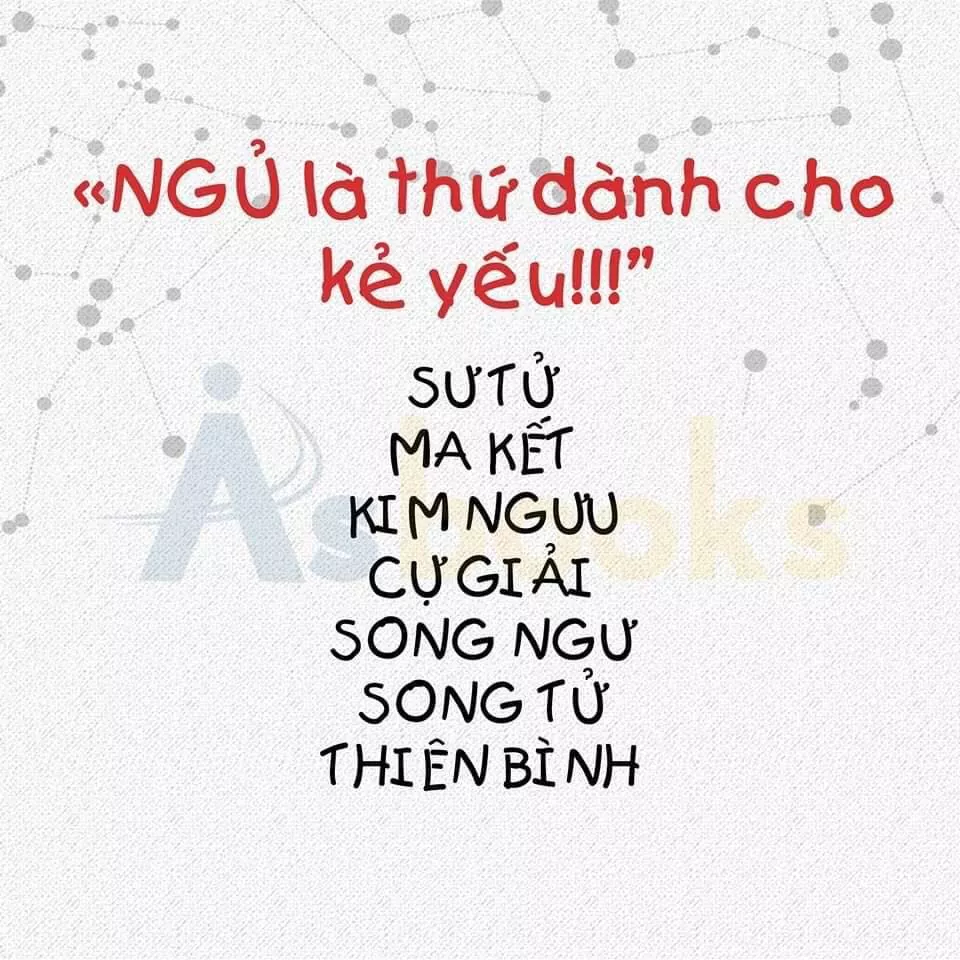 «NGỦ là thứ dành cho
kẻ yếu!!!”
SƯ TỬ
MA KẾT
KIM NGƯU
CỰ GIẢI
SONG NGƯ
SONG TỬ
THIÊN BÌNH
Asbooks